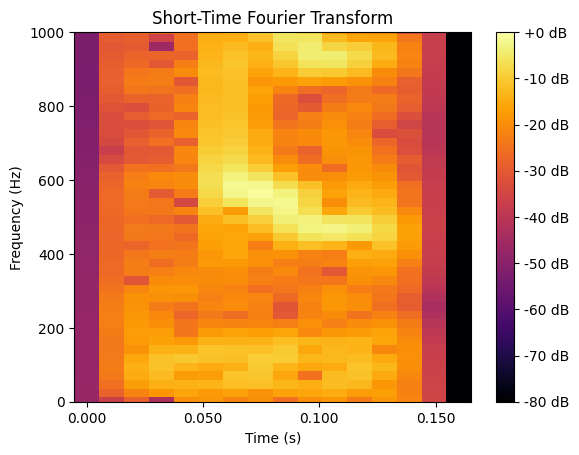 Short-Time Fourier Transform
1000
800
600
400
200
0
Frequency (Hz)
0.000
0.050
0.100
0.150
Time (s)
+0 dB
-10 dB
-20 dB
-30 dB
-40 dB
-50 dB
-60 dB
-70 dB
-80 dB